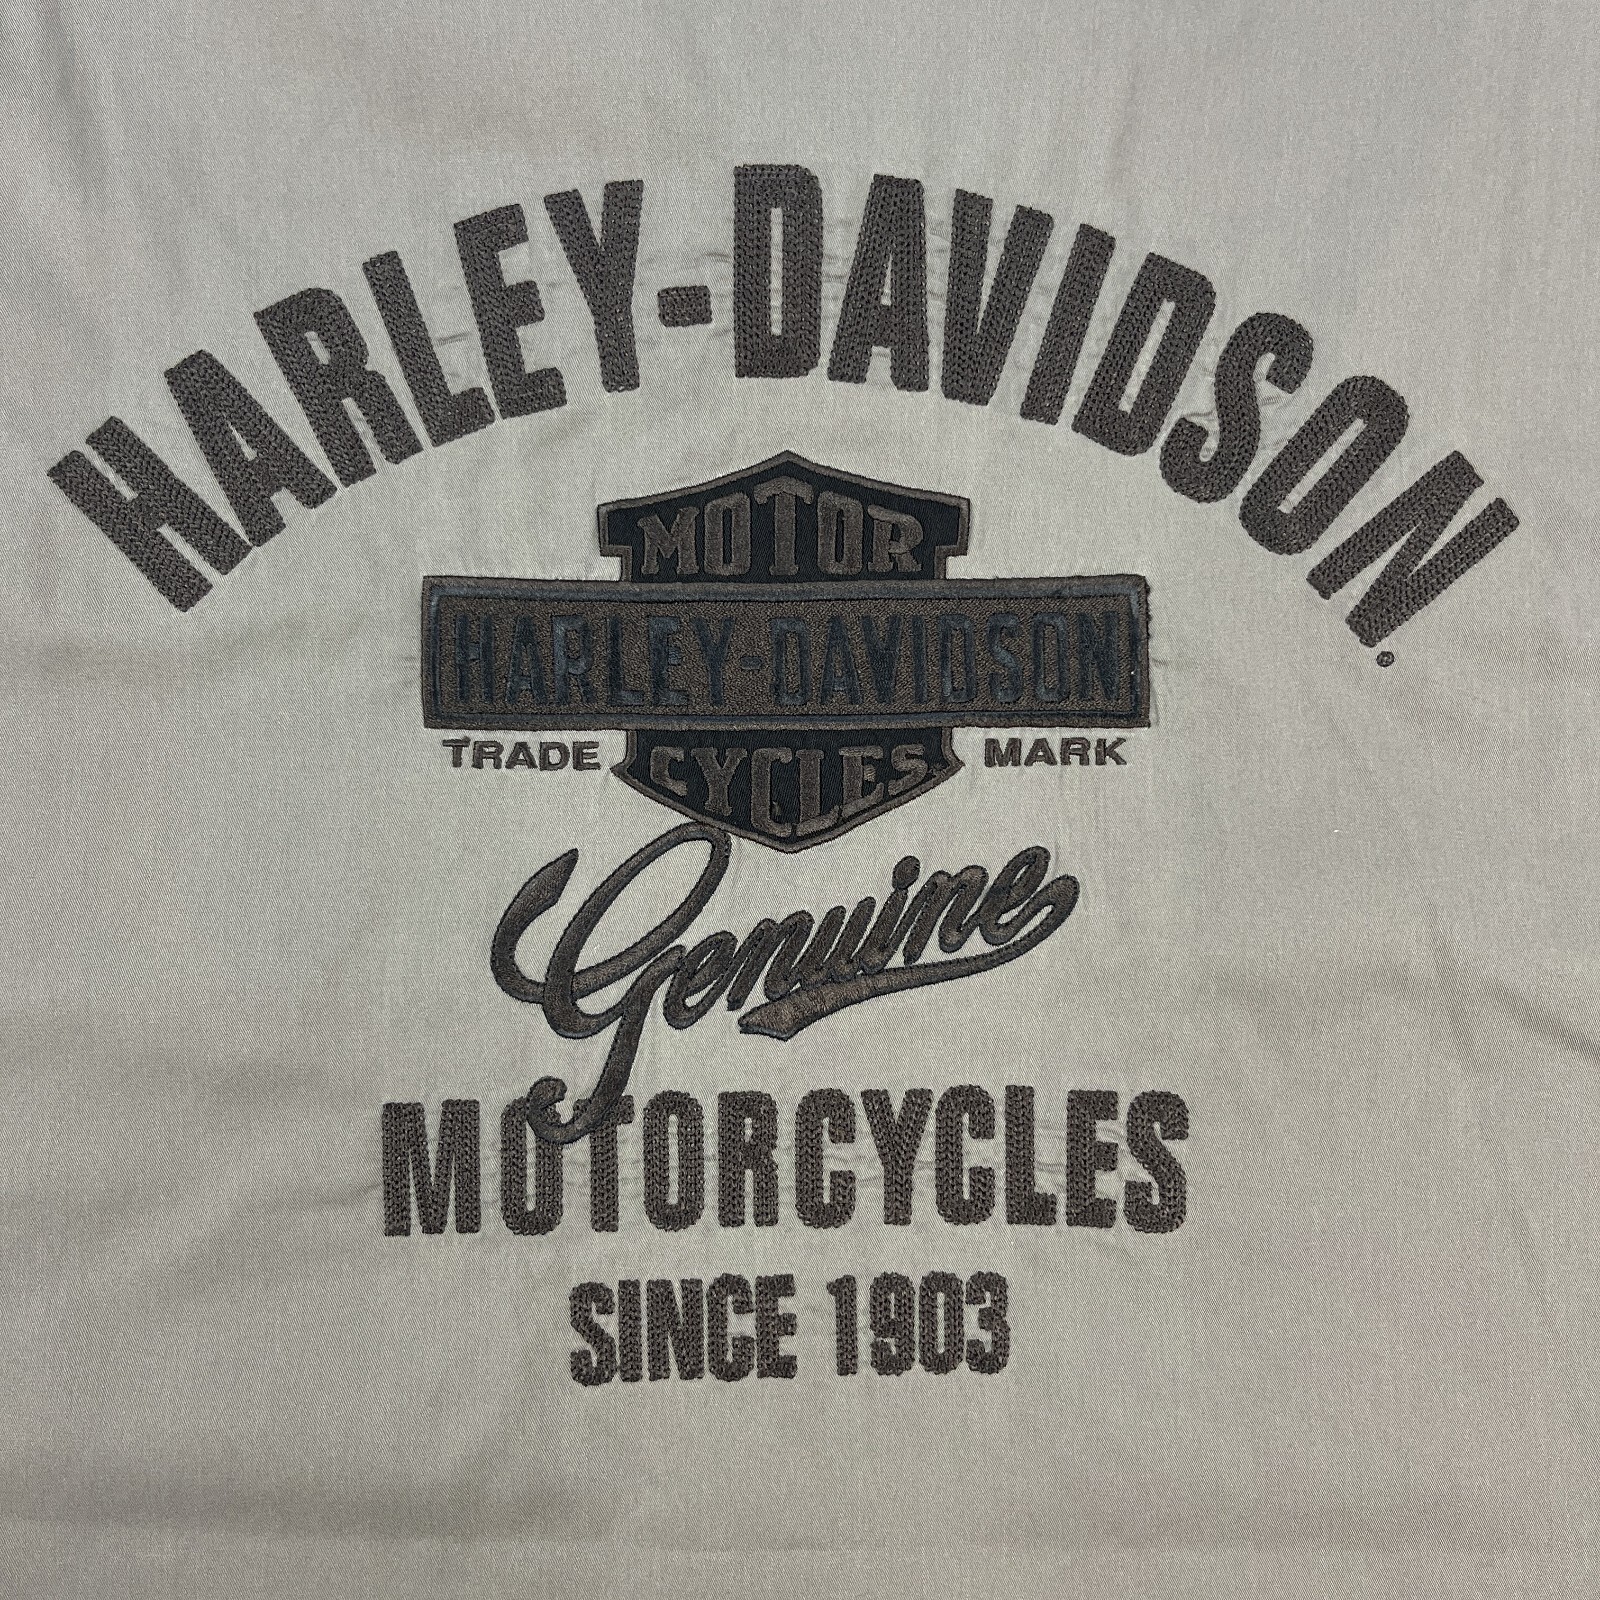 HARLEY-DAVIDSON®
MOTOR
HARLEY-DAVIDSON
TRADE MARK
CYCLES
Genuine
MOTORCYCLES
SINCE 1903